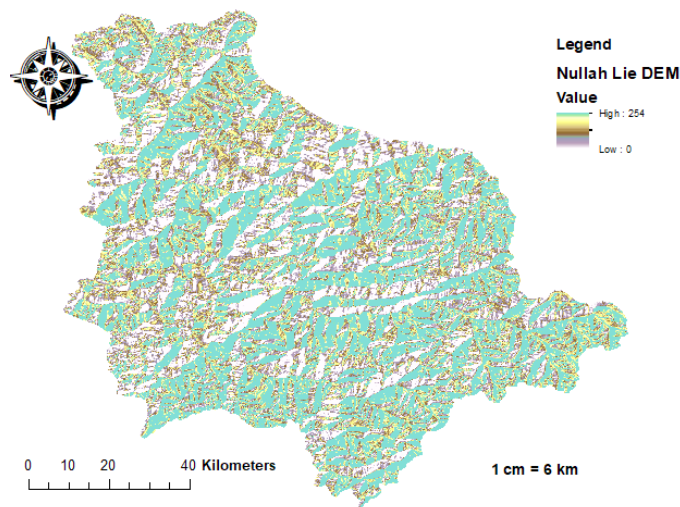 Legend
Nullah Lie DEM
Value
High : 254
Low : 0
0 10 20 40 Kilometers
1 cm = 6 km